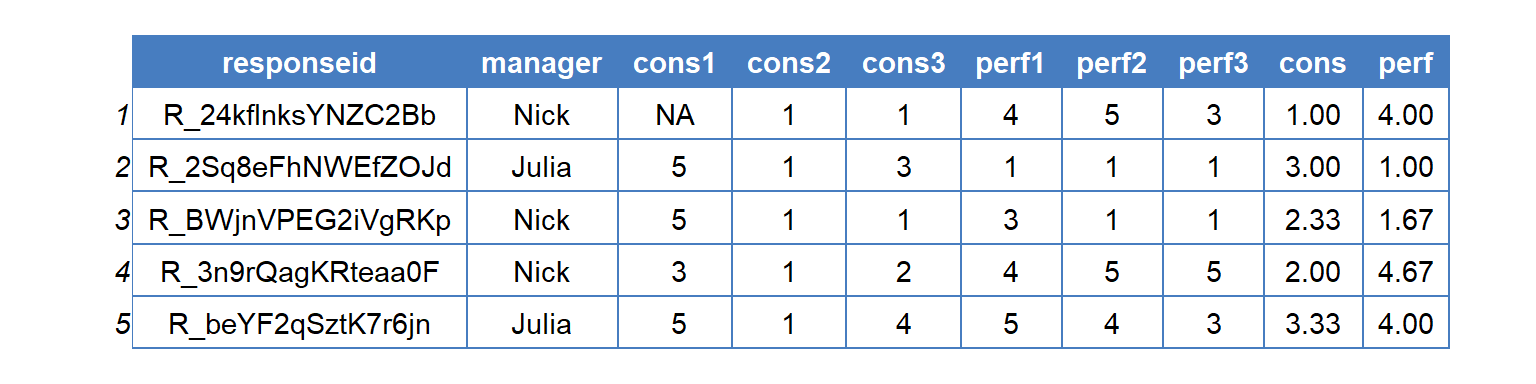 responseid manager cons1 cons2 cons3 perf1 perf2 perf3 cons perf
1 R_24kflnksYNZC2Bb Nick NA 1 1 4 5 3 1.00 4.00
2 R_2Sq8eFhNWEfZOJd Julia 5 1 3 1 1 1 3.00 1.00
3 R_BWjnVPEG2iVgRKp Nick 5 1 1 3 1 1 2.33 1.67
4 R_3n9rQagKRteaa0F Nick 3 1 2 4 5 5 2.00 4.67
5 R_beYF2qSztK7r6jn Julia 5 1 4 5 4 3 3.33 4.00